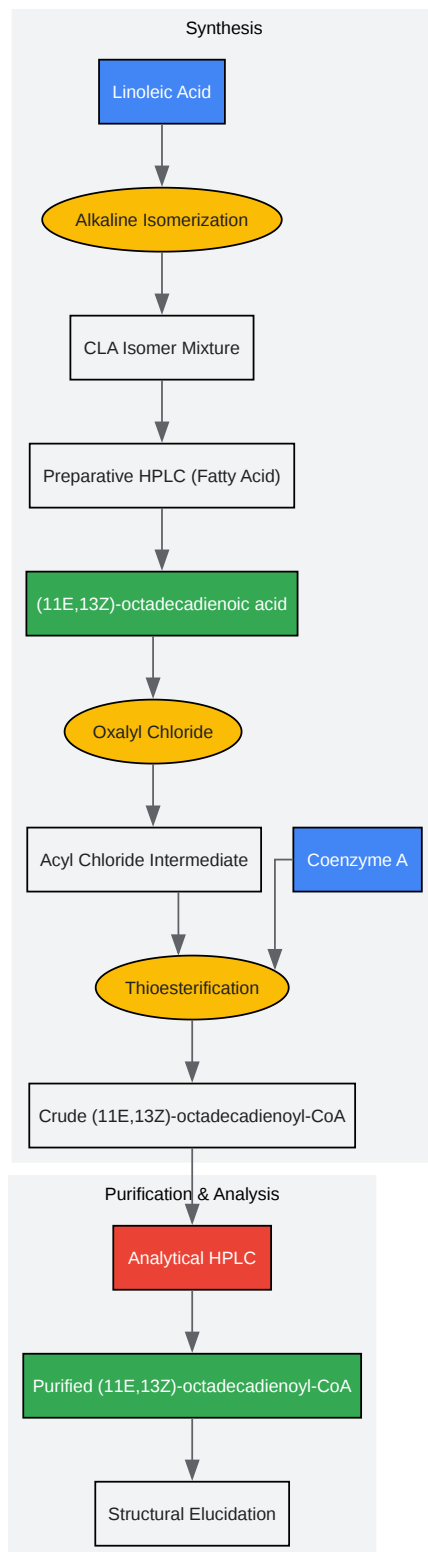 Synthesis
Linoleic Acid
Alkaline Isomerization
CLA Isomer Mixture
Preparative HPLC (Fatty Acid)
(11E,13Z)-octadecadienoic acid
Oxalyl Chloride
Acyl Chloride Intermediate
Coenzyme A
Thioesterification
Crude (11E,13Z)-octadecadienoyl-CoA
Purification & Analysis
Analytical HPLC
Purified (11E,13Z)-octadecadienoyl-CoA
Structural Elucidation